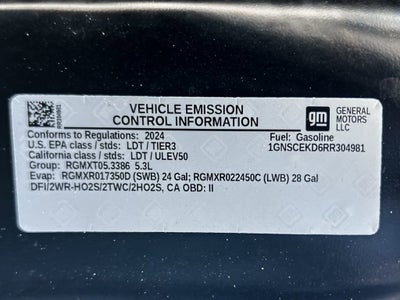 VEHICLE EMISSION
CONTROL INFORMATION
gm
GENERAL
MOTORS
LLC
Conforms to Regulations: 2024
Fuel: Gasoline
U.S. EPA class / stds: LDT / TIER3
1GNSCEKD6RR304981
California class / stds: LDT / ULEV50
Group: RGMXT05.3386 5.3L
Evap: RGMXR017350D (SWB) 24 Gal; RGMXR022450C (LWB) 28 Gal
DFI/2WR-HO2S/2TWC/2HO2S, CA OBD: II